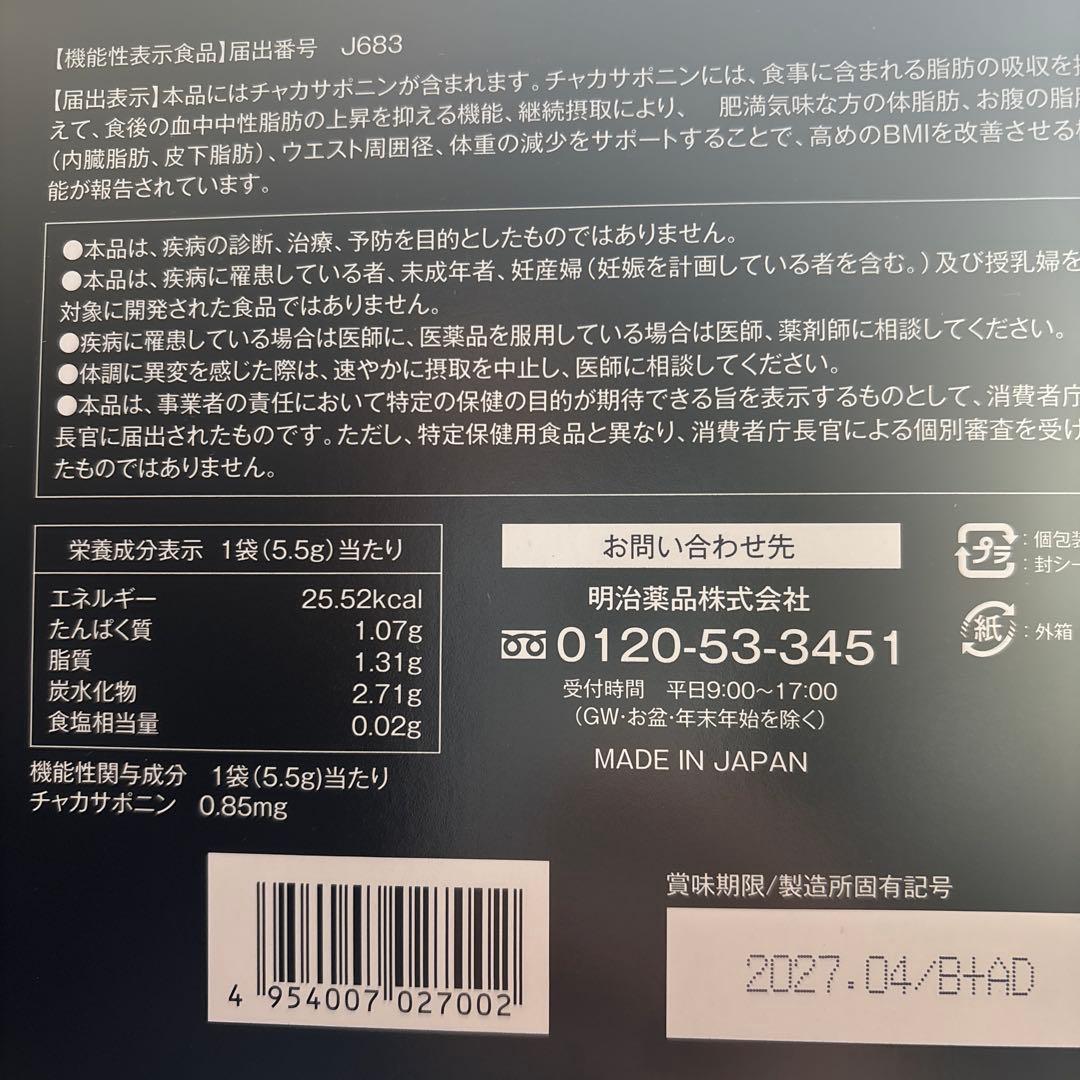 【機能性表示食品】届出番号 J683
【届出表示】本品にはチャカサポニンが含まれます。チャカサポニンには、食事に含まれる脂肪の吸収を
えて、食後の血中中性脂肪の上昇を抑える機能、継続摂取により、 肥満気味な方の体脂肪、お腹の脂
（内臓脂肪、皮下脂肪）、ウエスト周囲径、体重の減少をサポートすることで、高めのBMIを改善させる
能が報告されています。
●本品は、疾病の診断、治療、予防を目的としたものではありません。
●本品は、疾病に罹患している者、未成年者、妊産婦（妊娠を計画している者を含む。）及び授乳婦を
対象に開発された食品ではありません。
●疾病に罹患している場合は医師に、医薬品を服用している場合は医師、薬剤師に相談してください。
●体調に異変を感じた際は、速やかに摂取を中止し、医師に相談してください。
●本品は、事業者の責任において特定の保健の目的が期待できる旨を表示するものとして、消費者庁
長官に届出されたものです。ただし、特定保健用食品と異なり、消費者庁長官による個別審査を受け
たものではありません。
栄養成分表示 1袋（5.5g）当たり
エネルギー 25.52kcal
たんぱく質 1.07g
脂質 1.31g
炭水化物 2.71g
食塩相当量 0.02g
機能性関与成分 1袋（5.5g）当たり
チャカサポニン 0.85mg
お問い合わせ先
明治薬品株式会社
0120-53-3451
受付時間 平日9:00〜17:00
（GW・お盆・年末年始を除く）
MADE IN JAPAN
プラ：個包装
：封シー
紙：外箱
4 954007 027002
賞味期限/製造所固有記号
2027.04/B+AD